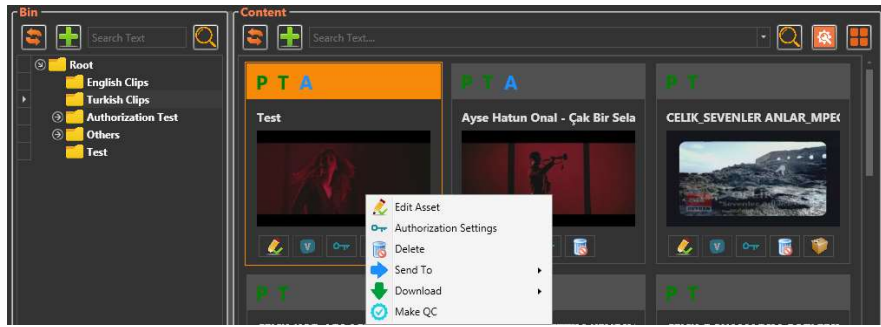 Bin
Search Text
Root
English Clips
Turkish Clips
Authorization Test
Others
Test
Content
Search Text....
P T A
Test
P T A
Ayse Hatun Onal - Çak Bir Sela
P T
CELIK_SEVENLER ANLAR_MPEG
V
V
Edit Asset
Authorization Settings
Delete
Send To
Download
Make QC
P T
P T